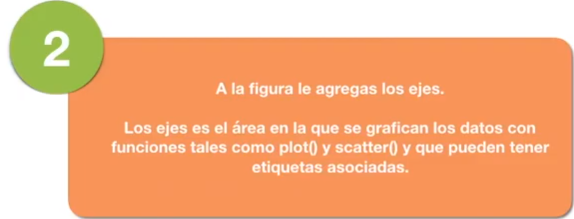 2
A la figura le agregas los ejes.
Los ejes es el área en la que se grafican los datos con
funciones tales como plot() y scatter() y que pueden tener
etiquetas asociadas.